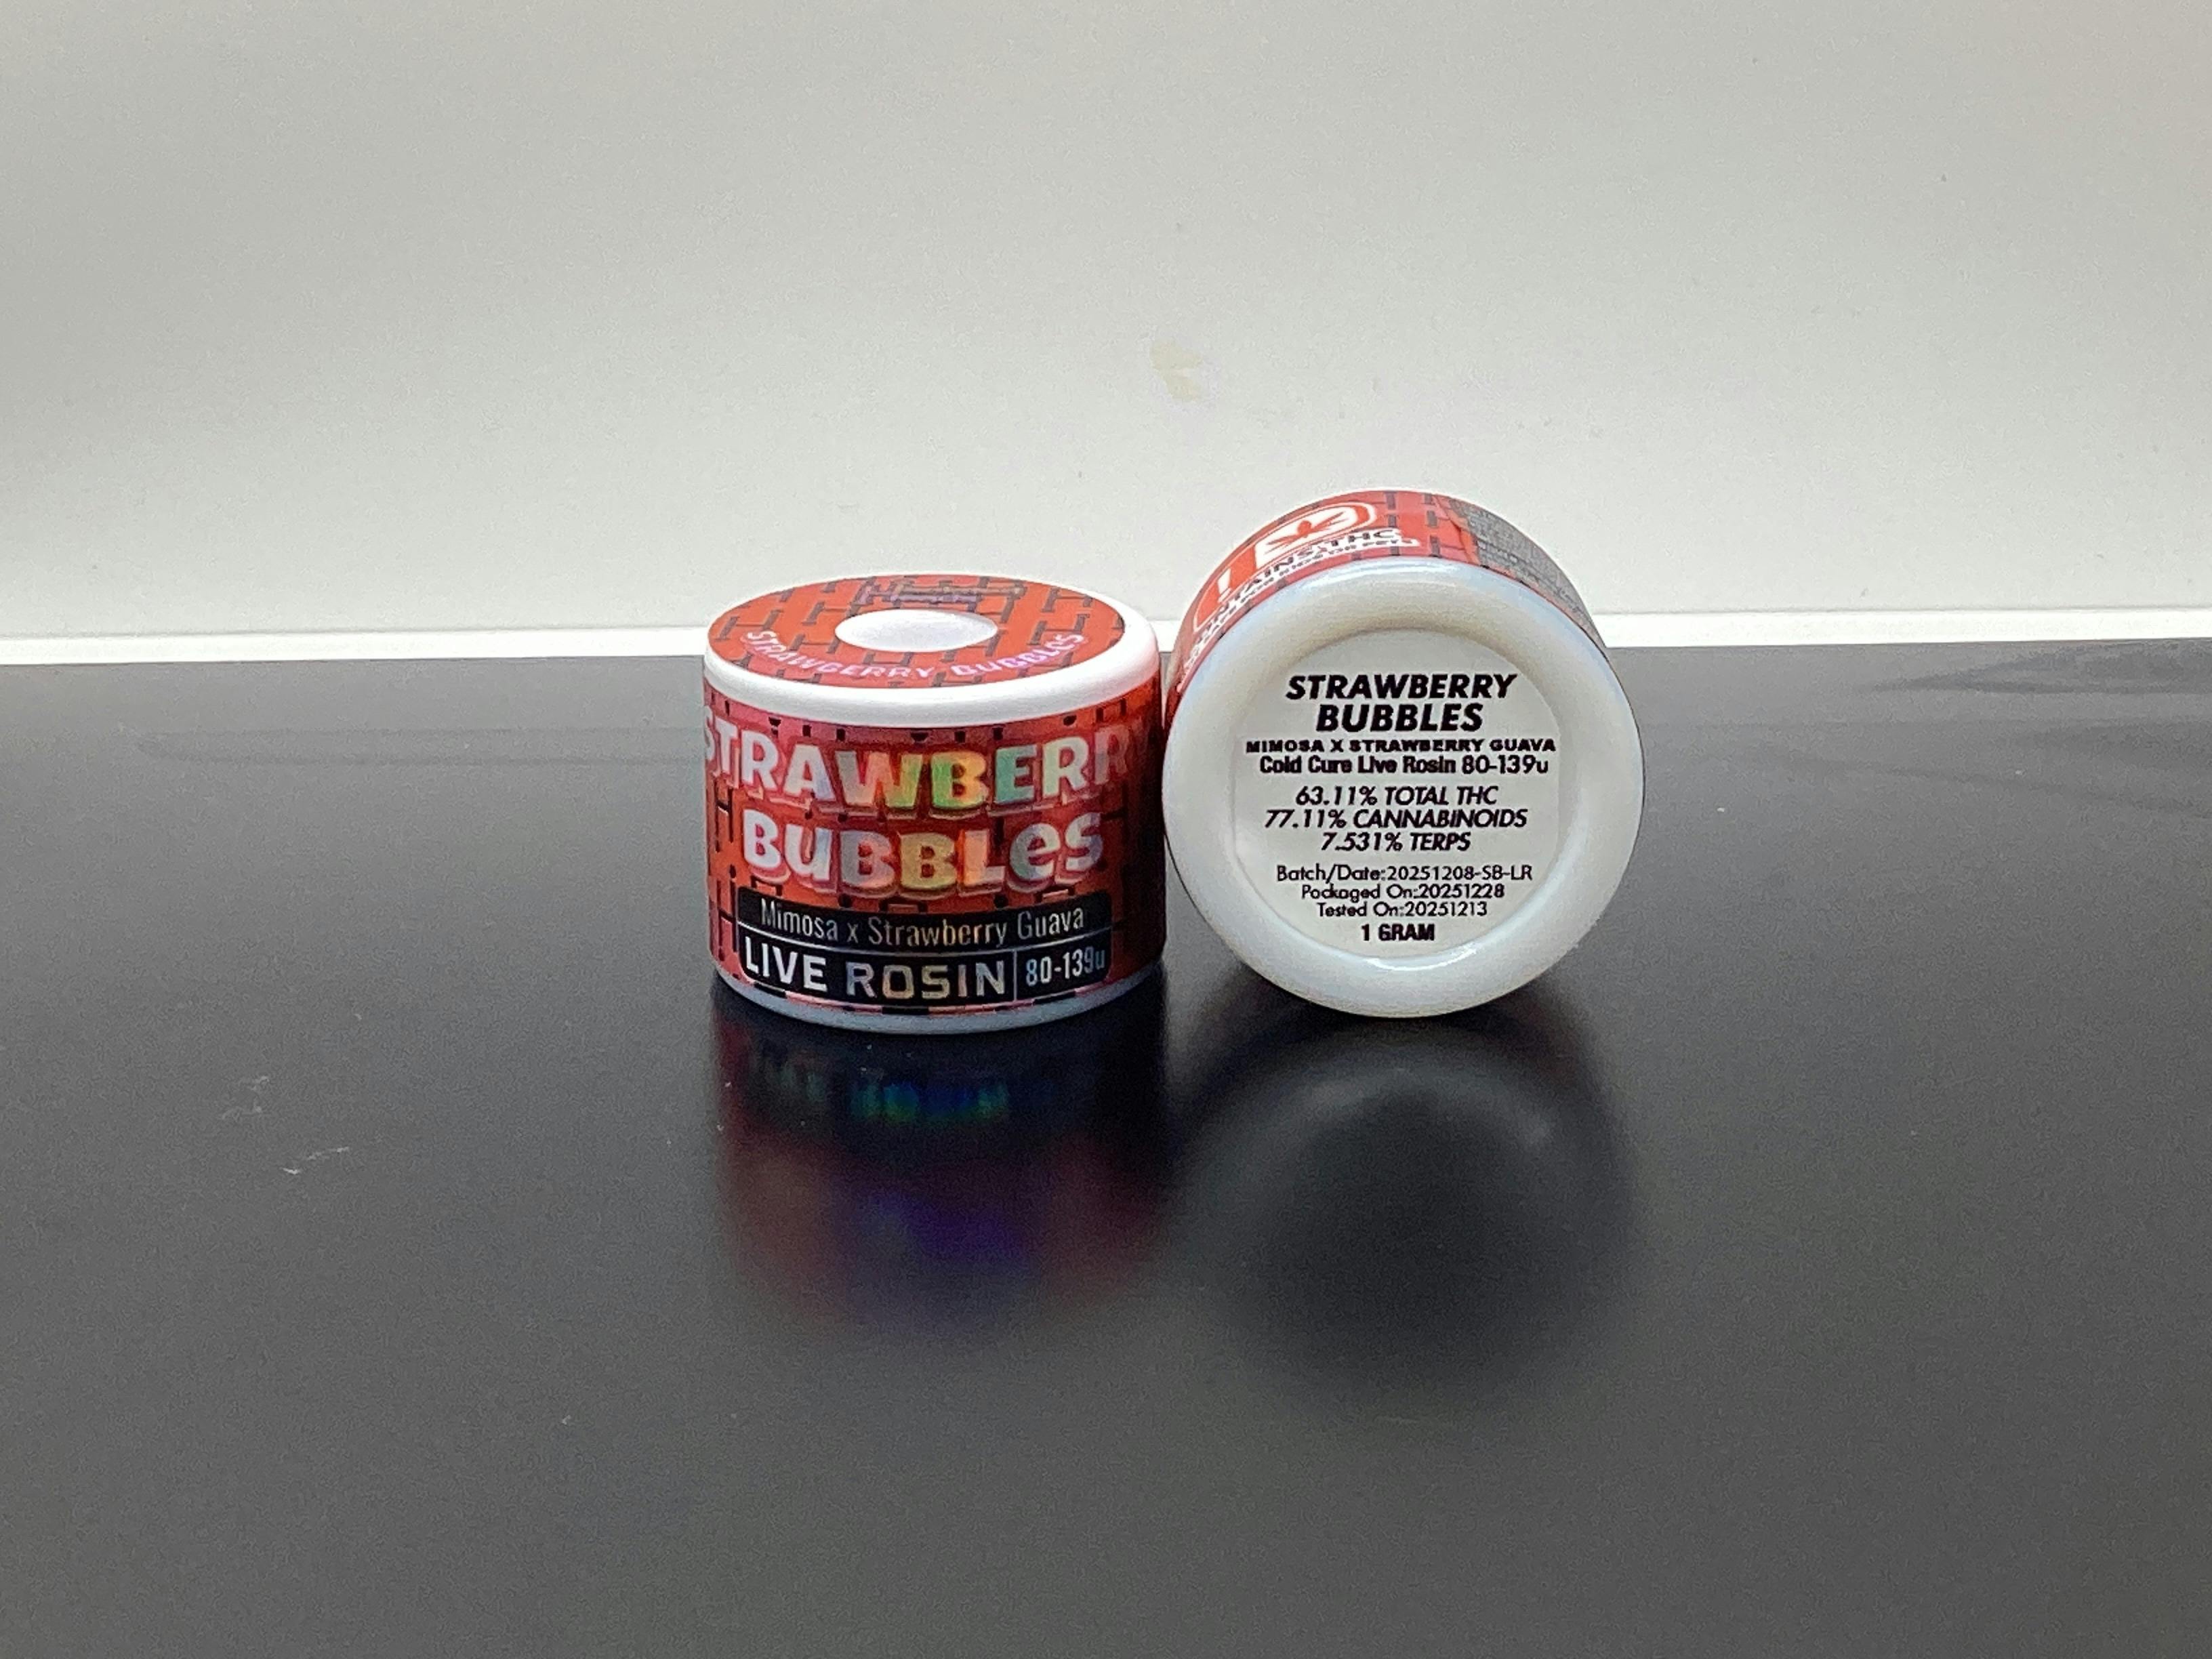 STRAWBERRY BUBBLES
STRAWBERRY
BUBBLES
Mimosa x Strawberry Guava
LIVE ROSIN
80-139u
THC
STRAWBERRY
BUBBLES
MIMOSA X STRAWBERRY GUAVA
Cold Cure Live Rosin 80-139u
63.11% TOTAL THC
77.11% CANNABINOIDS
7.531% TERPS
Batch/Date:20251208-SB-LR
Packaged On:20251228
Tested On:20251213
1 GRAM